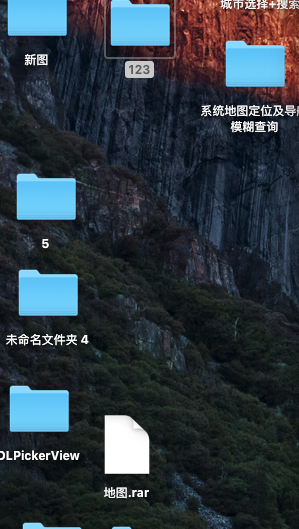 城市选择+搜索
新图
123
系统地图定位及导航
模糊查询
5
未命名文件夹 4
DLPickerView
地图.rar